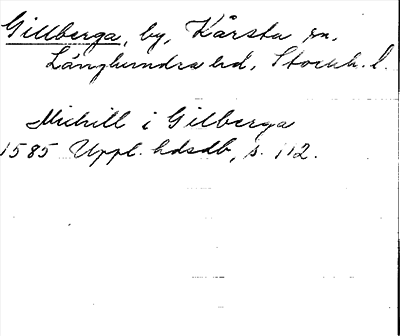 Gillberga, by, Kårsta sn,
Långhundra hd, Stockh. l.
Michill i Gilberga
1585 Uppl. hdsdb, s. 112.